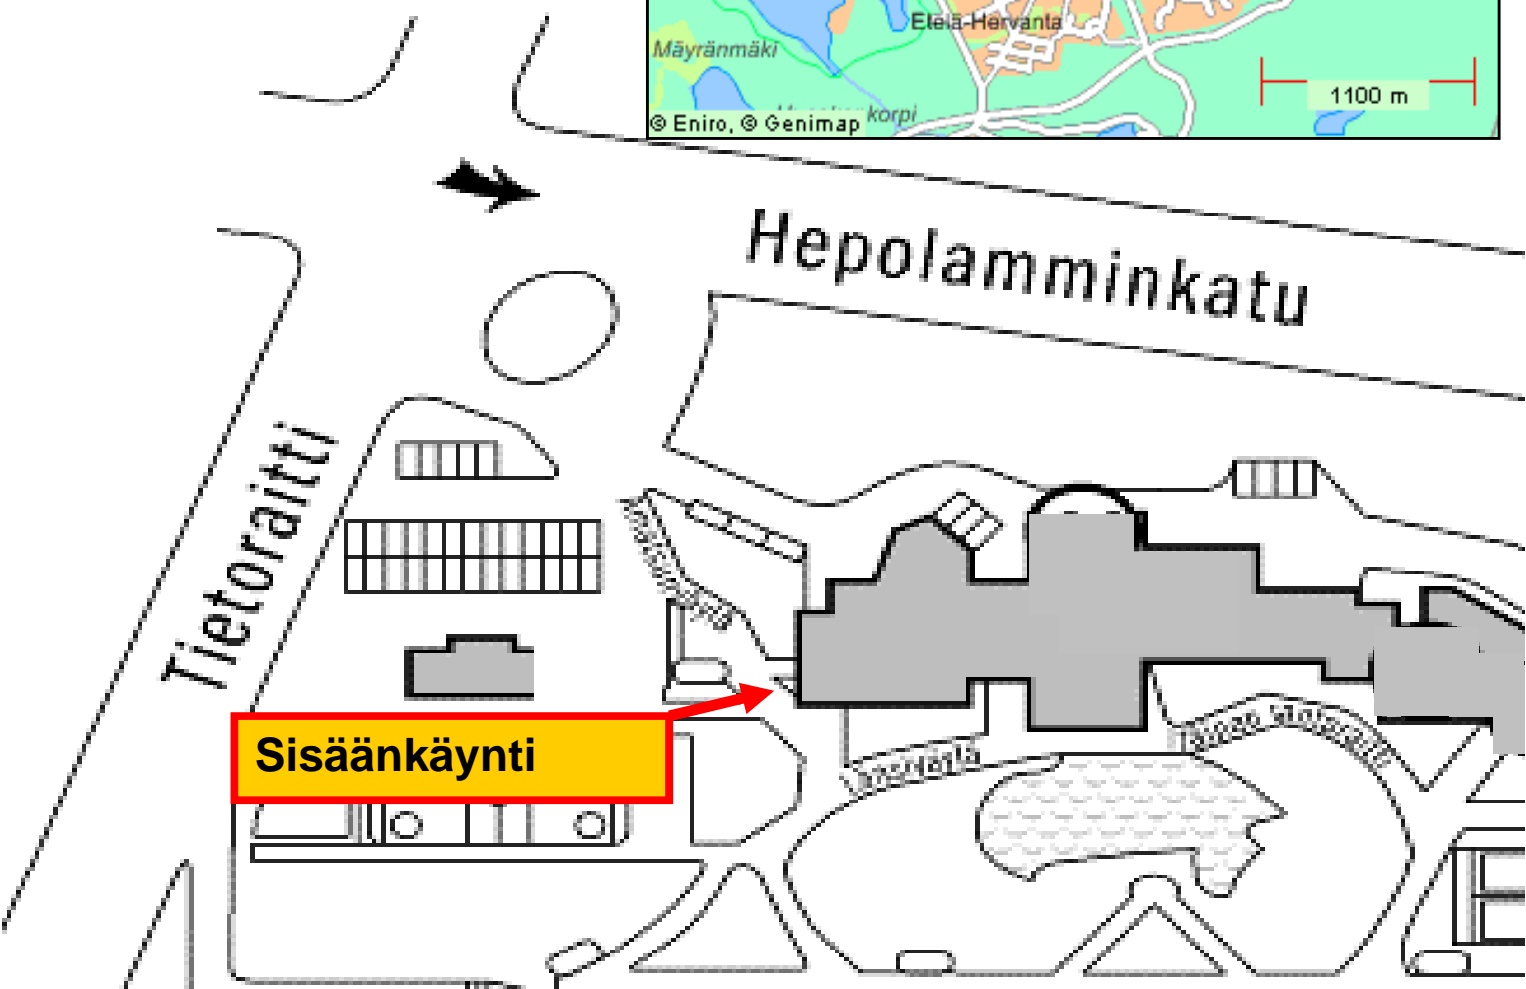 Etelä-Hervanta
Mäyränmäki
korpi
1100 m
© Eniro, © Genimap
Hepolamminkatu
Tietoraitti
Sisäänkäynti